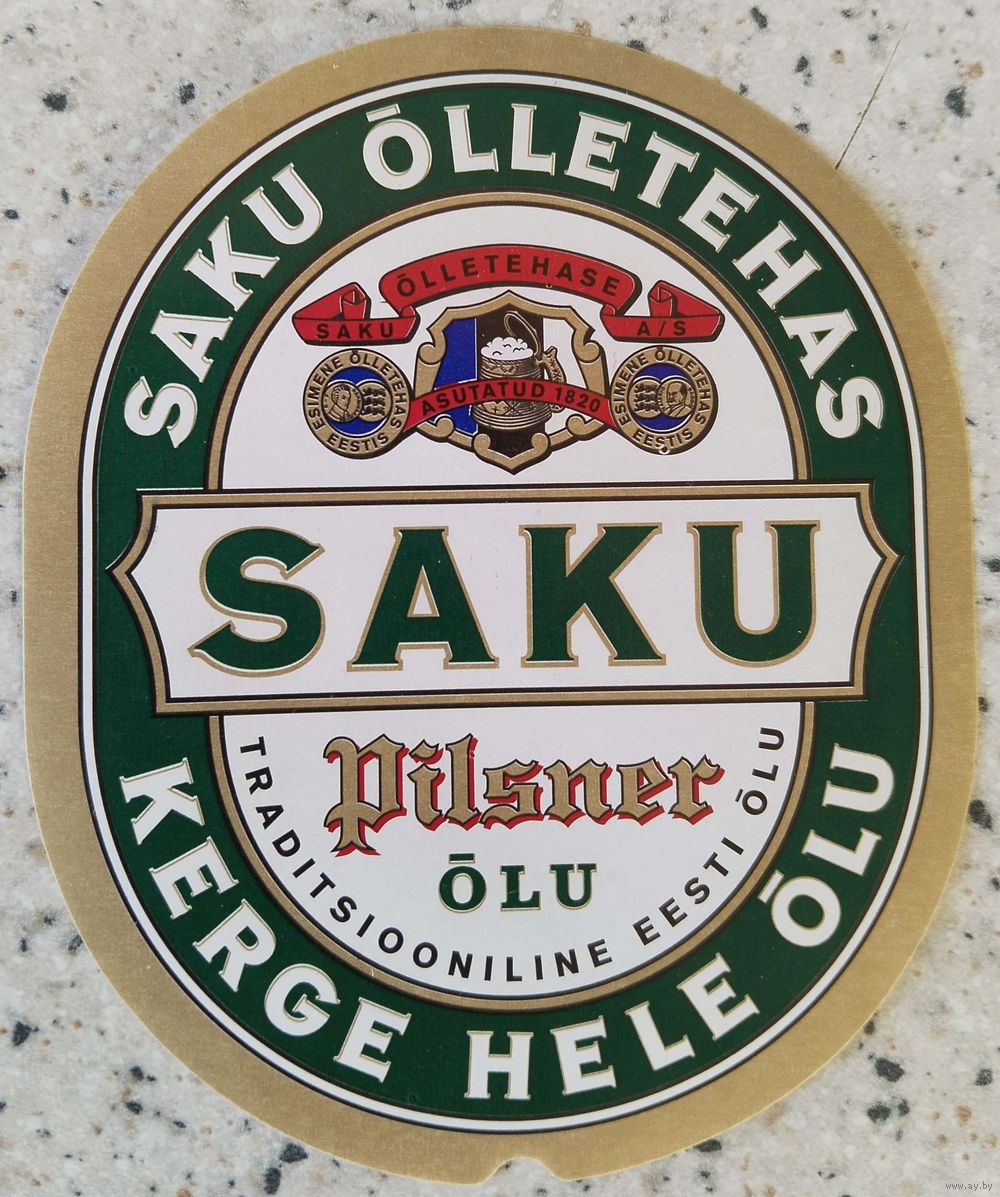 SAKU ÕLLETEHAS
SAKU ÕLLETEHASE A/S
ASUTATUD 1820
ESIMENE ÕLLETEHAS EESTIS
ESIMENE ÕLLETEHAS EESTIS
SAKU
Pilsner
ÕLU
TRADITSIOONILINE EESTI ÕLU
KERGE HELE ÕLU
www.ay.by